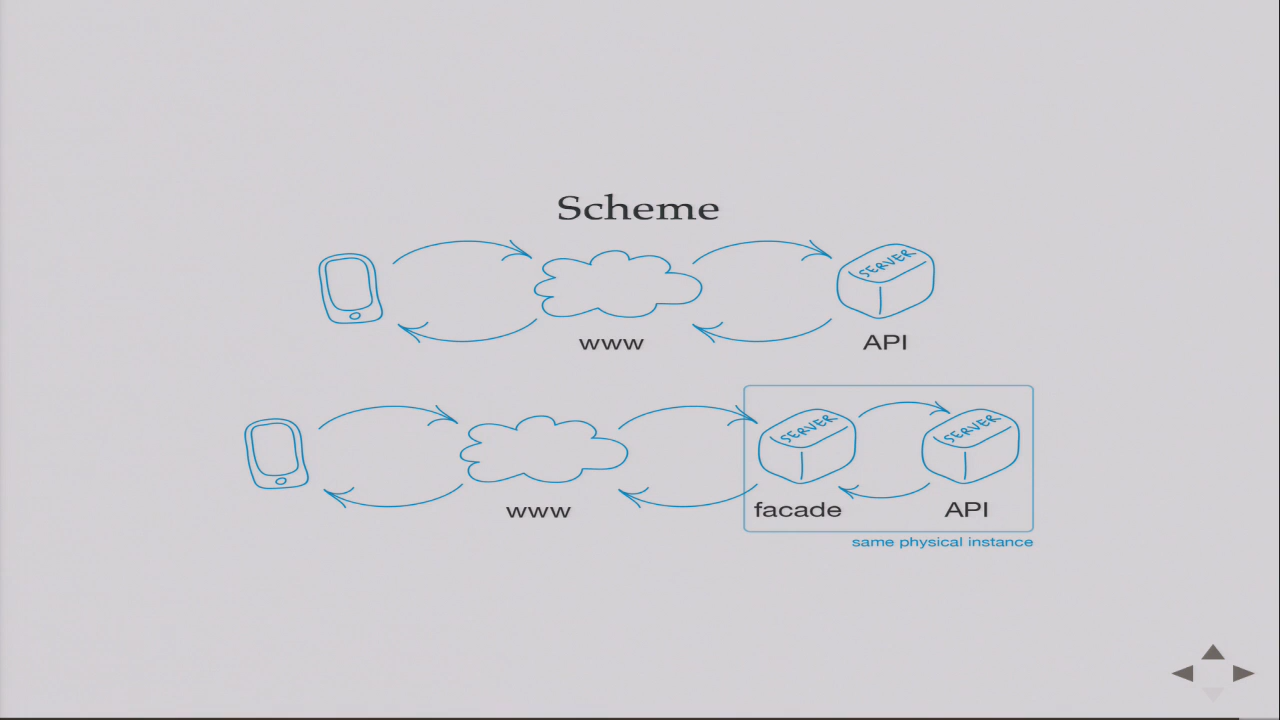 Scheme
SERVER
www
API
SERVER
SERVER
www
facade
API
same physical instance